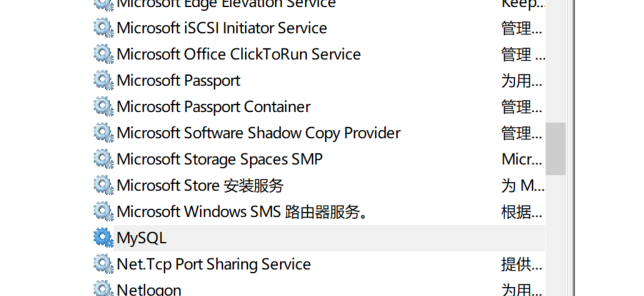 Microsoft Edge Elevation Service Keep...
Microsoft iSCSI Initiator Service 管理...
Microsoft Office ClickToRun Service 管理 ...
Microsoft Passport 为用...
Microsoft Passport Container 管理...
Microsoft Software Shadow Copy Provider 管理...
Microsoft Storage Spaces SMP Micr...
Microsoft Store 安装服务 为 M...
Microsoft Windows SMS 路由器服务。 根据...
MySQL
Net.Tcp Port Sharing Service 提供...
Netlogon 为用...